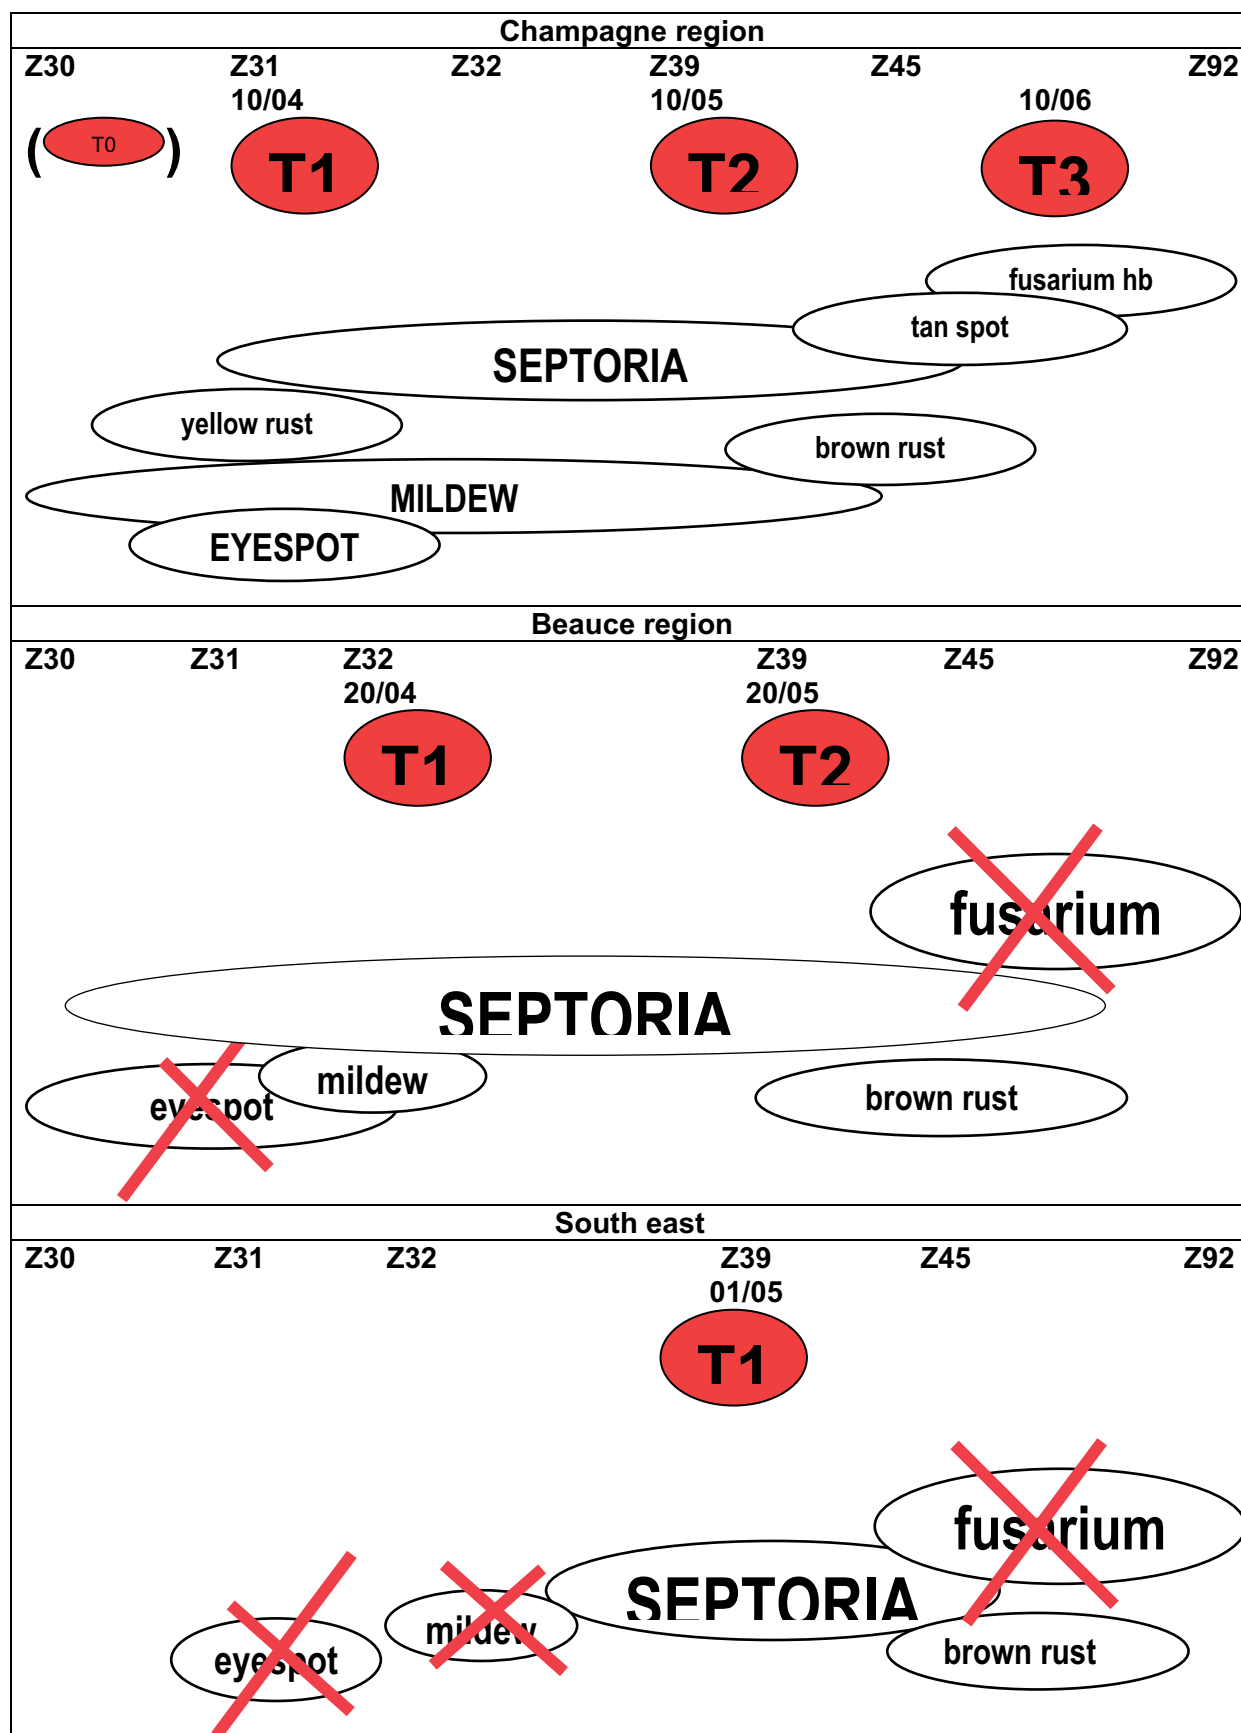 Champagne region
Z30 Z31 Z32 Z39 Z45 Z92
10/04 10/05 10/06
( T0 ) T1 T2 T3
fusarium hb
tan spot
SEPTORIA
yellow rust
brown rust
MILDEW
EYESPOT
Beauce region
Z30 Z31 Z32 Z39 Z45 Z92
20/04 20/05
T1 T2
fusarium
SEPTORIA
mildew
eyespot
brown rust
South east
Z30 Z31 Z32 Z39 Z45 Z92
01/05
T1
fusarium
SEPTORIA
mildew
eyespot
brown rust